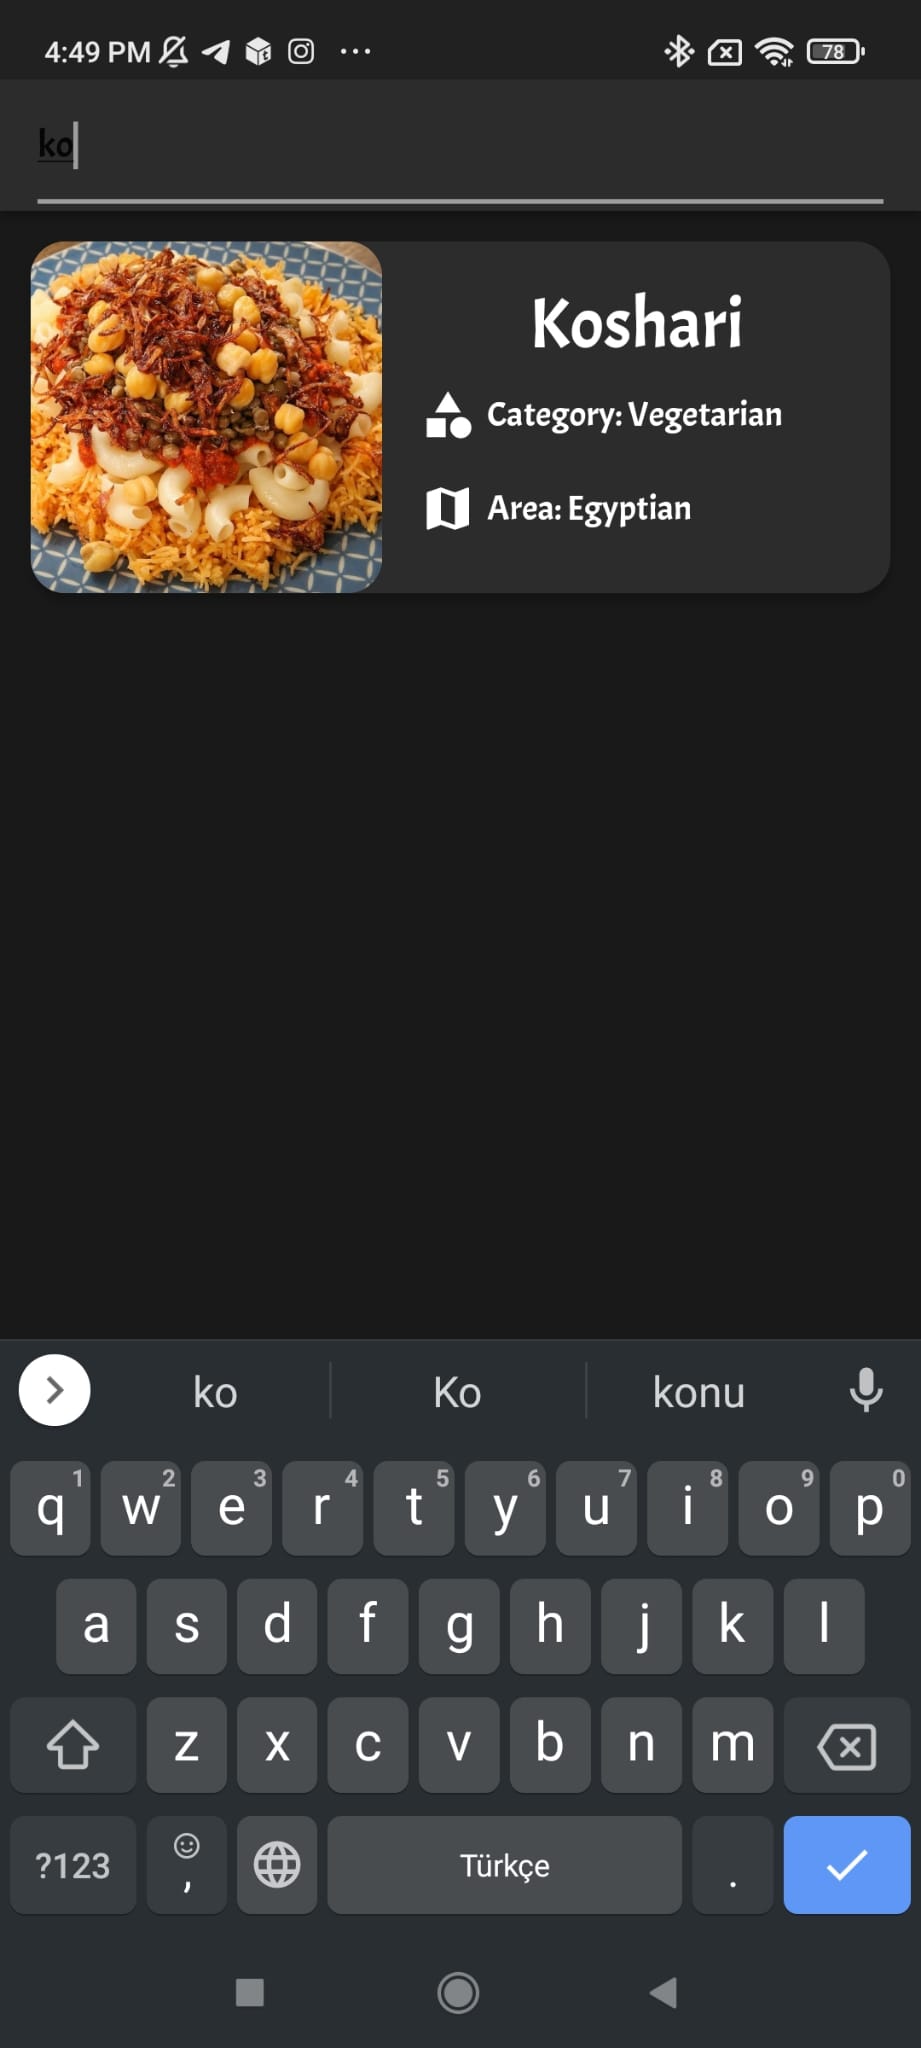 4:49 PM
78
ko
Koshari
Category: Vegetarian
Area: Egyptian
ko Ko konu
q 1 w 2 e 3 r 4 t 5 y 6 u 7 i 8 o 9 p 0
a s d f g h j k l
z x c v b n m
?123 , Türkçe .